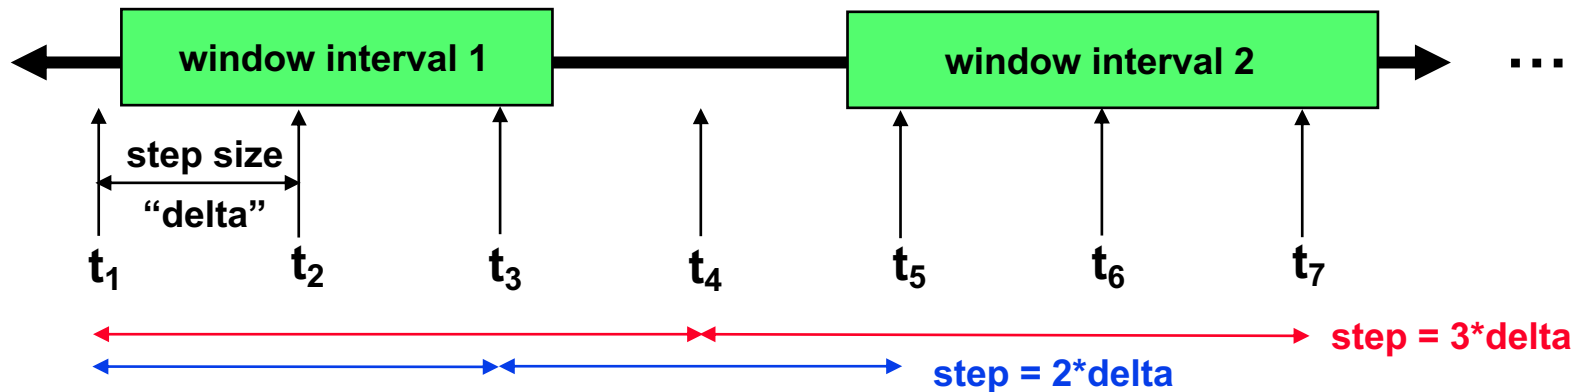 window interval 1
window interval 2
...
step size
“delta”
t1
t2
t3
t4
t5
t6
t7
step = 3*delta
step = 2*delta